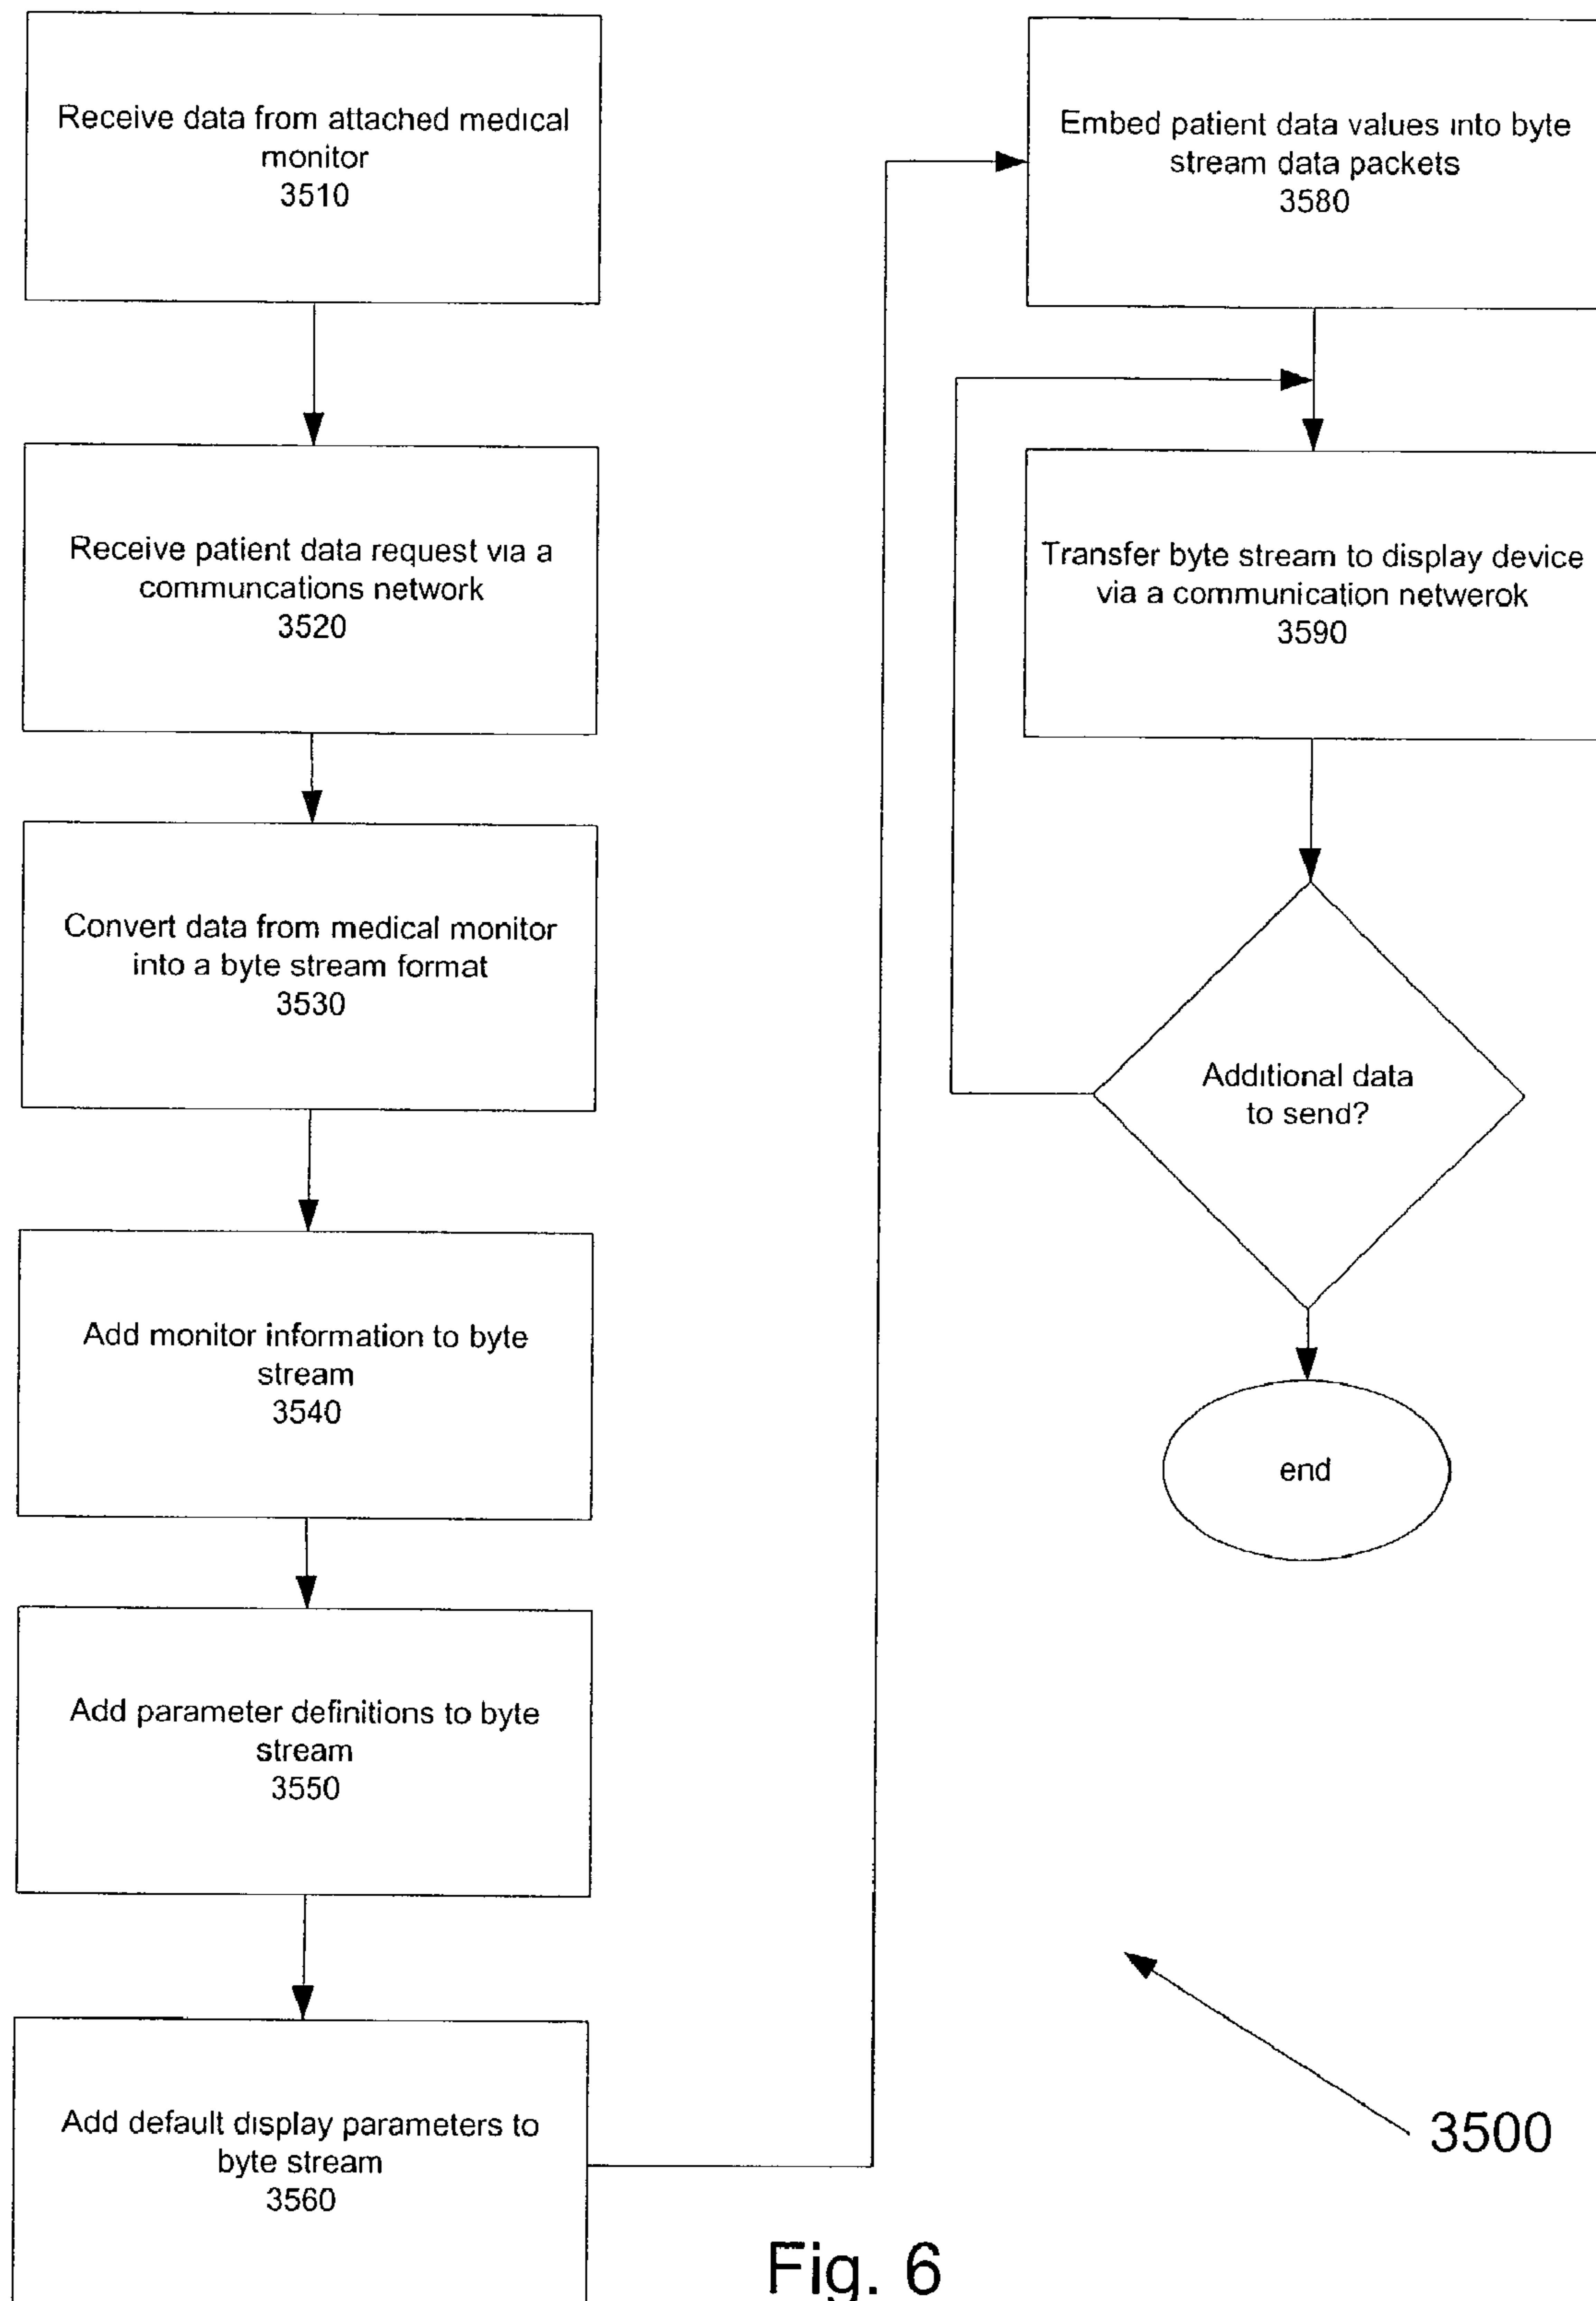 Receive data from attached medical
monitor
3510
Receive patient data request via a
communcations network
3520
Convert data from medical monitor
into a byte stream format
3530
Add monitor information to byte
stream
3540
Add parameter definitions to byte
stream
3550
Add default display parameters to
byte stream
3560
Embed patient data values into byte
stream data packets
3580
Transfer byte stream to display device
via a communication netwerok
3590
Additional data
to send?
end
3500
Fig. 6